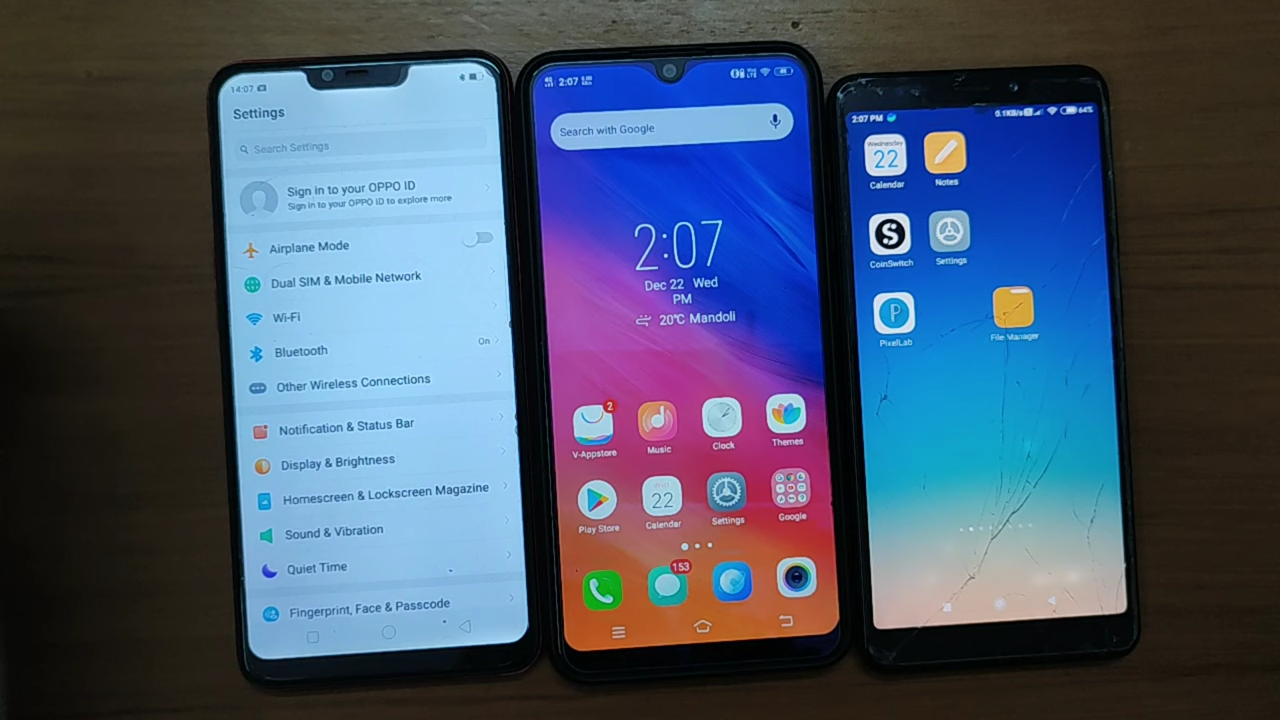 14:07
Settings
Search Settings
Sign in to your OPPO ID
Sign in to your OPPO ID to explore more
Airplane Mode
Dual SIM & Mobile Network
Wi-Fi
Bluetooth
On
Other Wireless Connections
Notification & Status Bar
Display & Brightness
Homescreen & Lockscreen Magazine
Sound & Vibration
Quiet Time
Fingerprint, Face & Passcode
2:07
Search with Google
2:07
Dec 22 Wed
PM
20°C Mandoli
2
V-Appstore
Music
Clock
Themes
Wed
22
Play Store
Calendar
Settings
Google
153
2:07 PM
0.1KB/s
64%
Wednesday
22
Calendar
Notes
S
CoinSwitch
Settings
P
PixelLab
File Manager